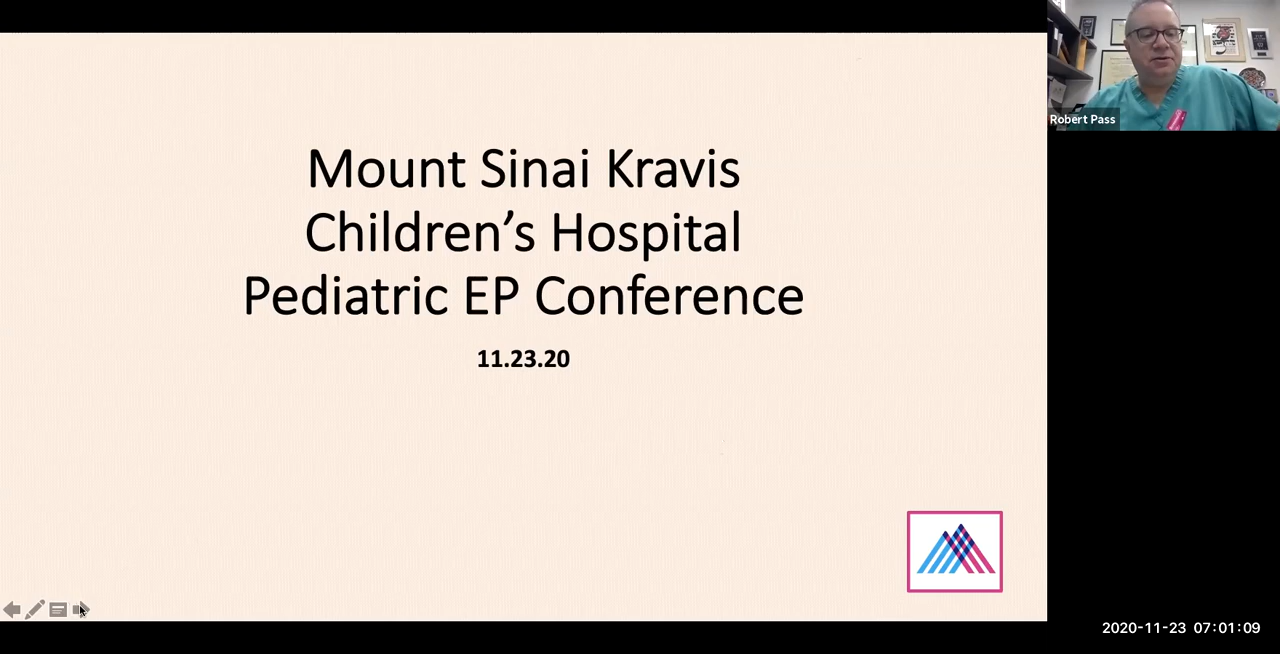 Mount Sinai Kravis
Children’s Hospital
Pediatric EP Conference
11.23.20
Robert Pass
2020-11-23 07:01:09